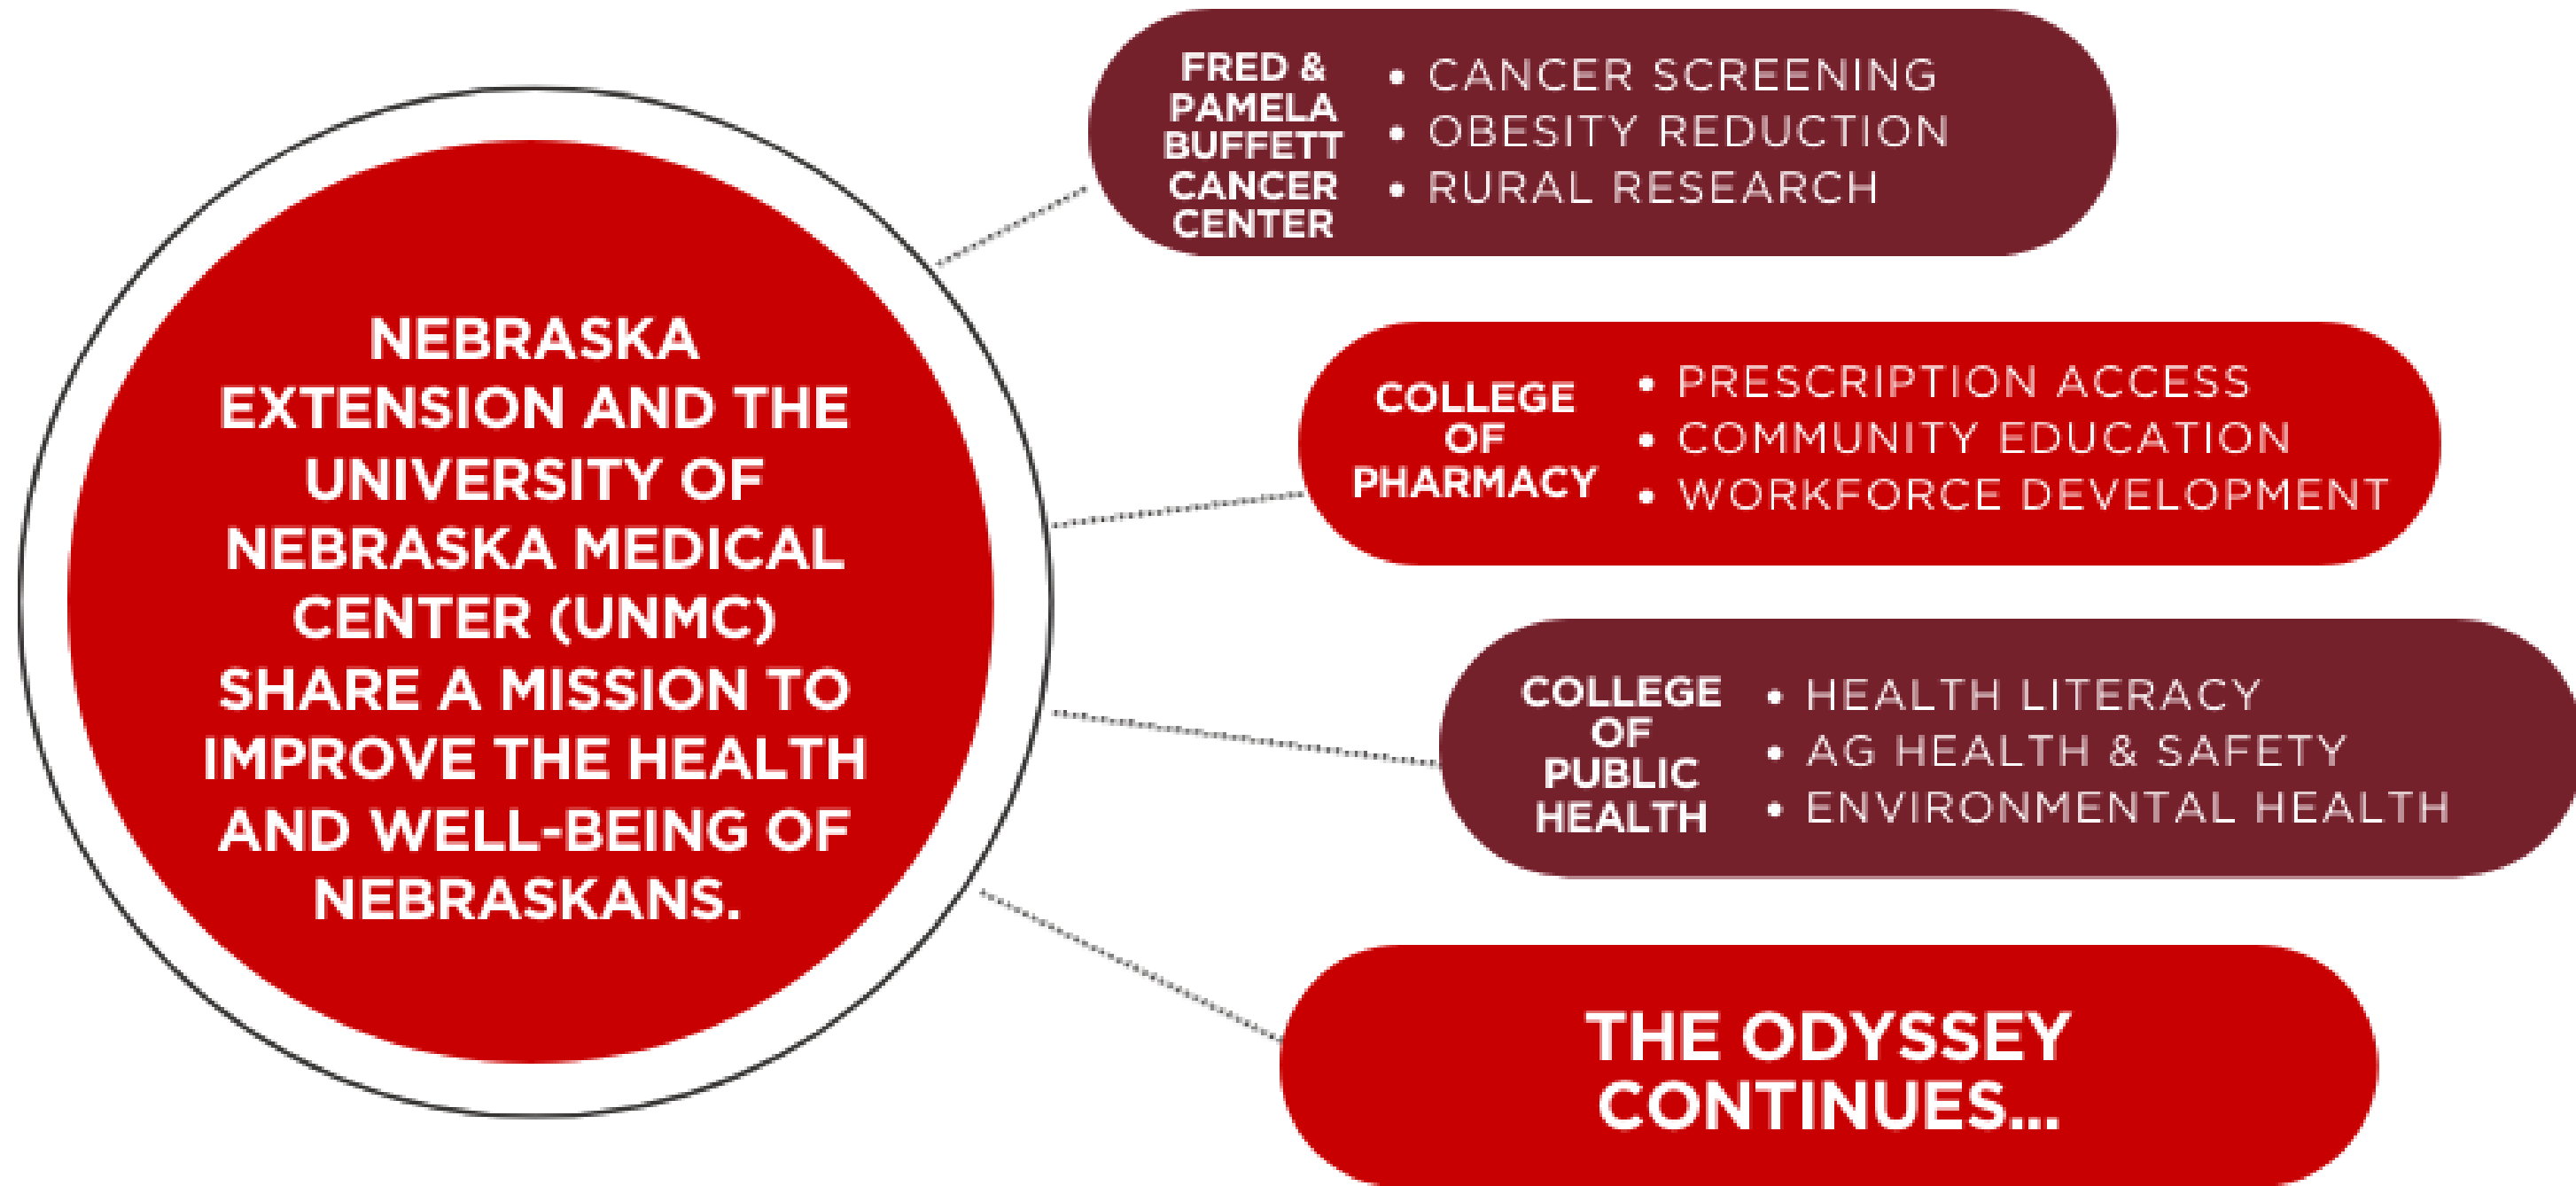 NEBRASKA
EXTENSION AND THE
UNIVERSITY OF
NEBRASKA MEDICAL
CENTER (UNMC)
SHARE A MISSION TO
IMPROVE THE HEALTH
AND WELL-BEING OF
NEBRASKANS.
FRED &
PAMELA
BUFFETT
CANCER
CENTER
• CANCER SCREENING
• OBESITY REDUCTION
• RURAL RESEARCH
COLLEGE
OF
PHARMACY
• PRESCRIPTION ACCESS
• COMMUNITY EDUCATION
• WORKFORCE DEVELOPMENT
COLLEGE
OF
PUBLIC
HEALTH
• HEALTH LITERACY
• AG HEALTH & SAFETY
• ENVIRONMENTAL HEALTH
THE ODYSSEY
CONTINUES...